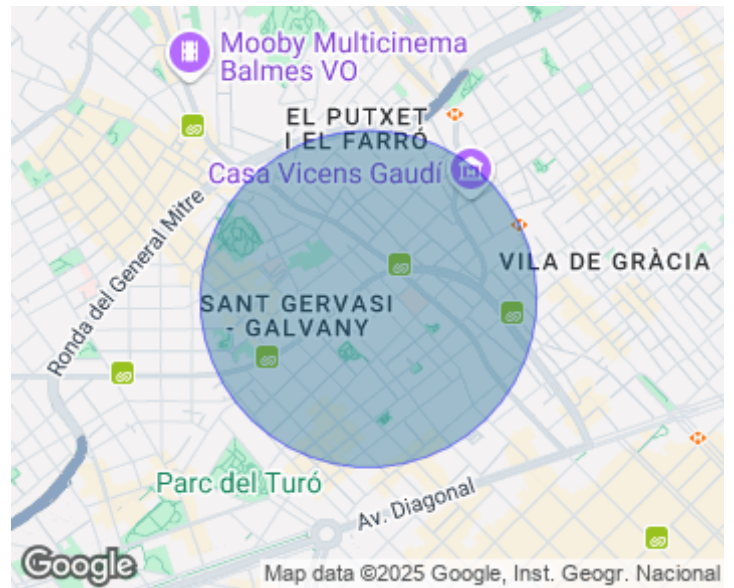 Mooby Multicinema
Balmes VO
EL PUTXET
I EL FARRÓ
Casa Vicens Gaudí
Ronda del General Mitre
VILA DE GRÀCIA
SANT GERVASI
- GALVANY
Parc del Turó
Av. Diagonal
Google
Map data ©2025 Google, Inst. Geogr. Nacional